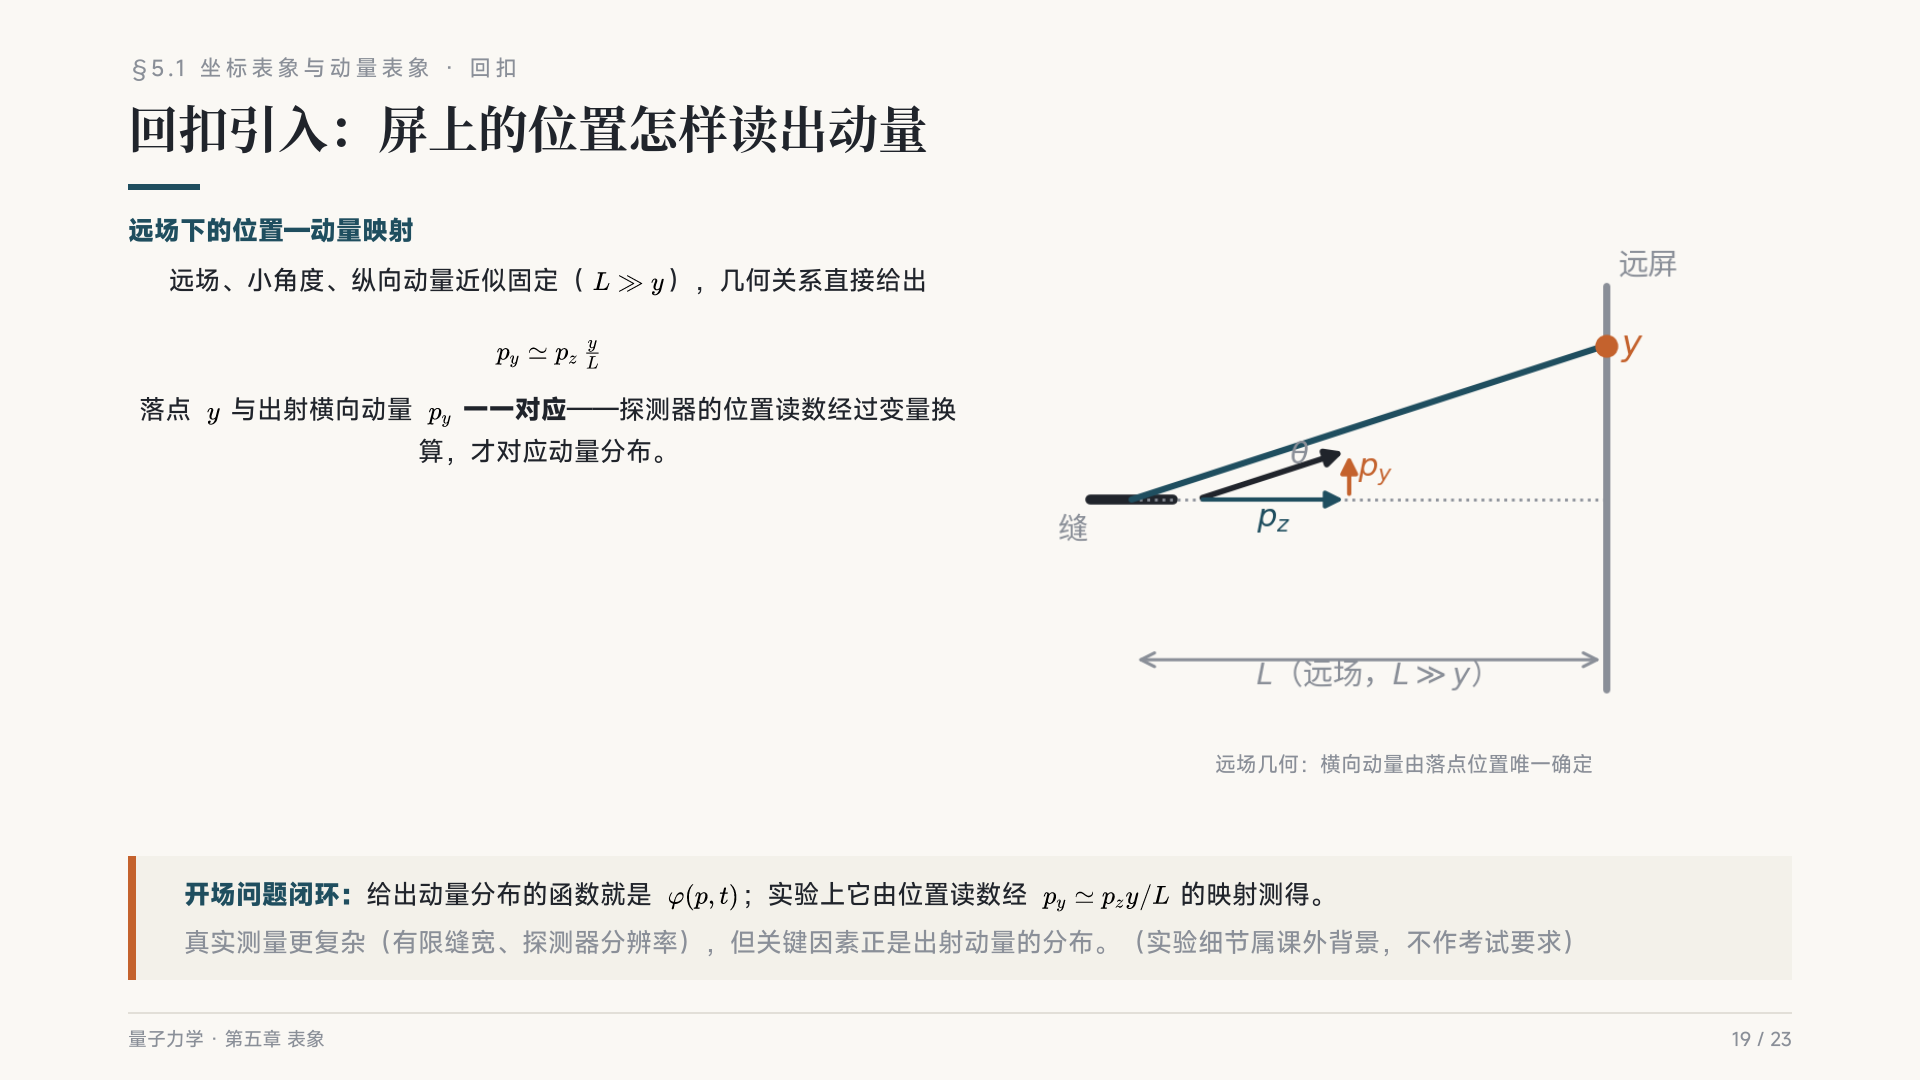 §5.1 坐标表象与动量表象 · 回扣
回扣引入：屏上的位置怎样读出动量
远场下的位置—动量映射
远场、小角度、纵向动量近似固定（L ≫ y），几何关系直接给出
p_y ≃ p_z y/L
落点 y 与出射横向动量 p_y 一一对应——探测器的位置读数经过变量换
算，才对应动量分布。
远屏
y
θ
p_y
p_z
缝
L（远场，L ≫ y）
远场几何：横向动量由落点位置唯一确定
开场问题闭环：给出动量分布的函数就是 φ(p, t)；实验上它由位置读数经 p_y ≃ p_z y/L 的映射测得。
真实测量更复杂（有限缝宽、探测器分辨率），但关键因素正是出射动量的分布。（实验细节属课外背景，不作考试要求）
量子力学 · 第五章 表象
19 / 23